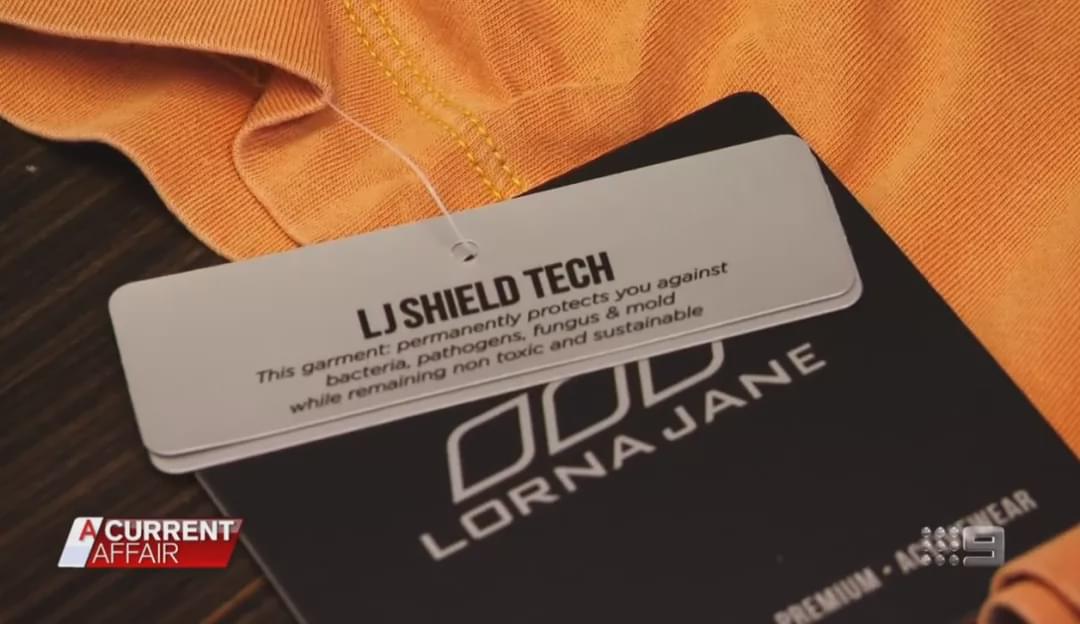 LJ SHIELD TECH
This garment: permanently protects you against
bacteria, pathogens, fungus & mold
while remaining non toxic and sustainable
LORNA JANE
PREMIUM - ACTIVEWEAR
A CURRENT
AFFAIR
9